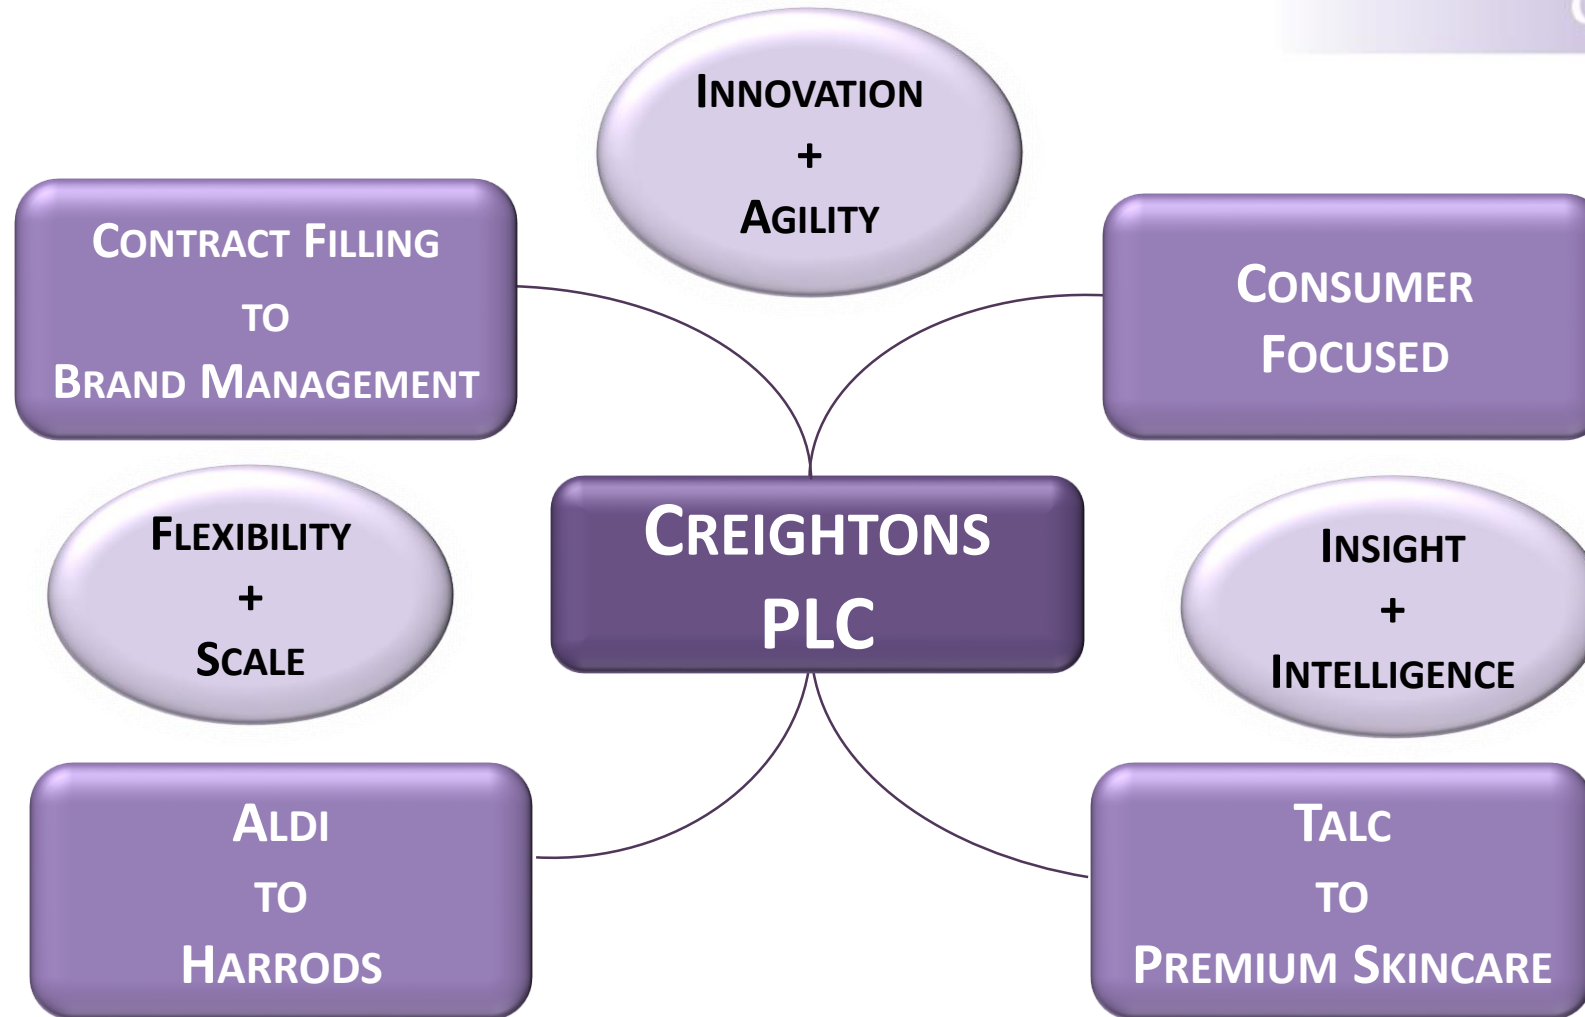 INNOVATION
+
AGILITY
CONTRACT FILLING
TO
BRAND MANAGEMENT
CONSUMER
FOCUSED
FLEXIBILITY
+
SCALE
CREIGHTONS
PLC
INSIGHT
+
INTELLIGENCE
ALDI
TO
HARRODS
TALC
TO
PREMIUM SKINCARE